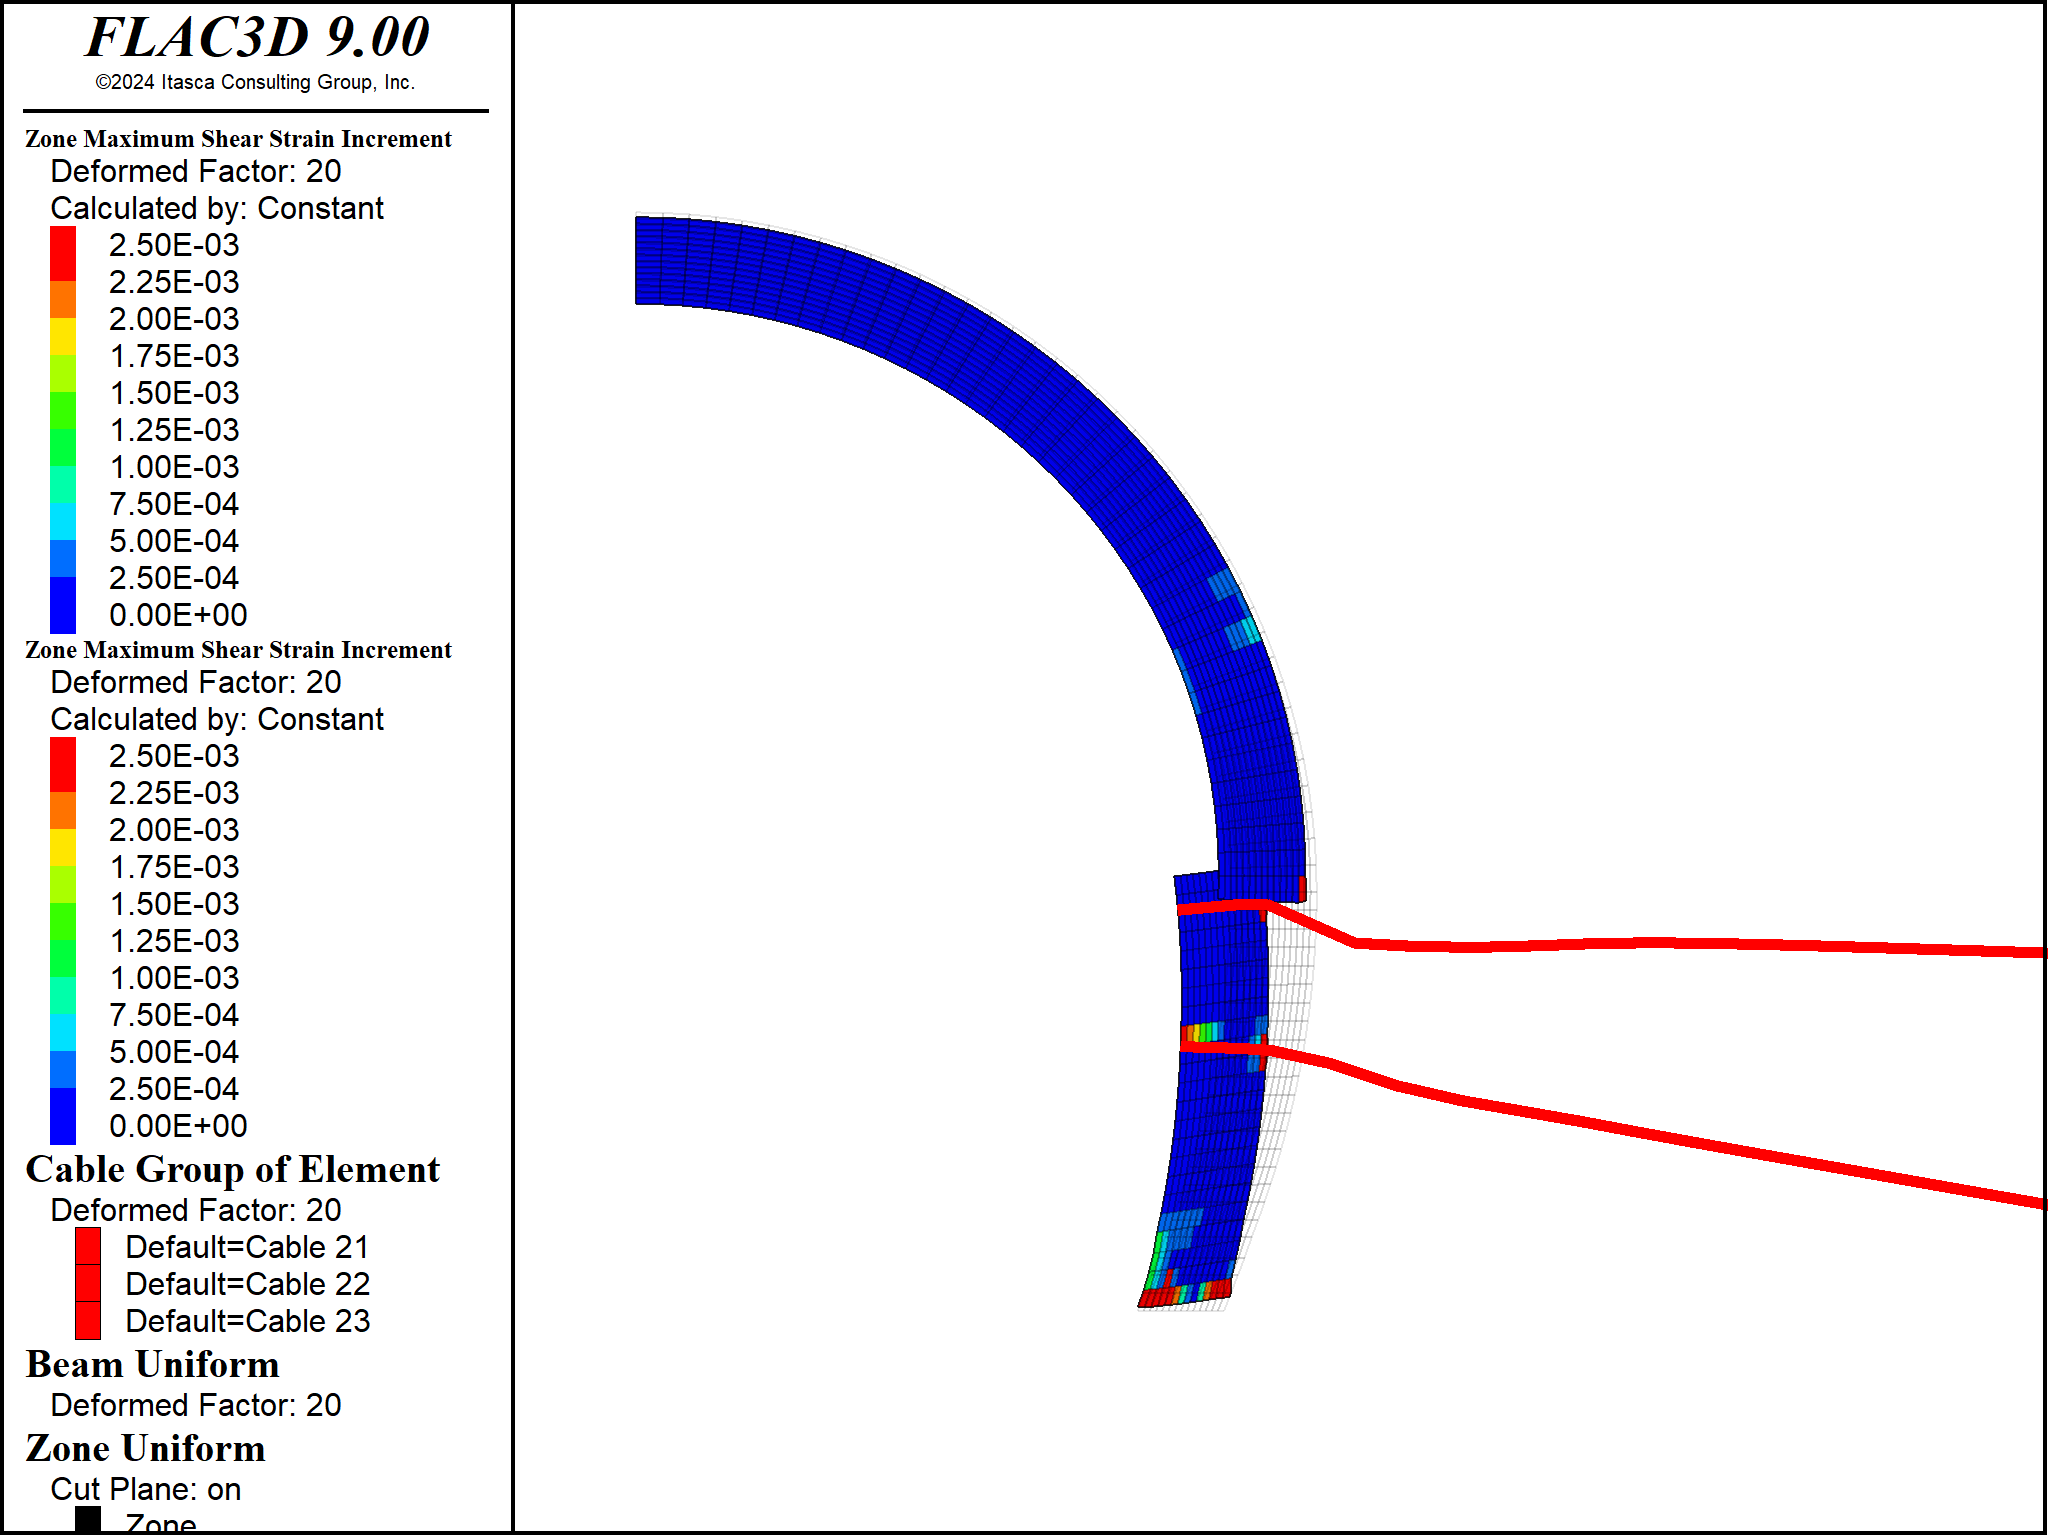 FLAC3D 9.00
©2024 Itasca Consulting Group, Inc.
Zone Maximum Shear Strain Increment
Deformed Factor: 20
Calculated by: Constant
2.50E-03
2.25E-03
2.00E-03
1.75E-03
1.50E-03
1.25E-03
1.00E-03
7.50E-04
5.00E-04
2.50E-04
0.00E+00
Zone Maximum Shear Strain Increment
Deformed Factor: 20
Calculated by: Constant
2.50E-03
2.25E-03
2.00E-03
1.75E-03
1.50E-03
1.25E-03
1.00E-03
7.50E-04
5.00E-04
2.50E-04
0.00E+00
Cable Group of Element
Deformed Factor: 20
Default=Cable 21
Default=Cable 22
Default=Cable 23
Beam Uniform
Deformed Factor: 20
Zone Uniform
Cut Plane: on
Zone